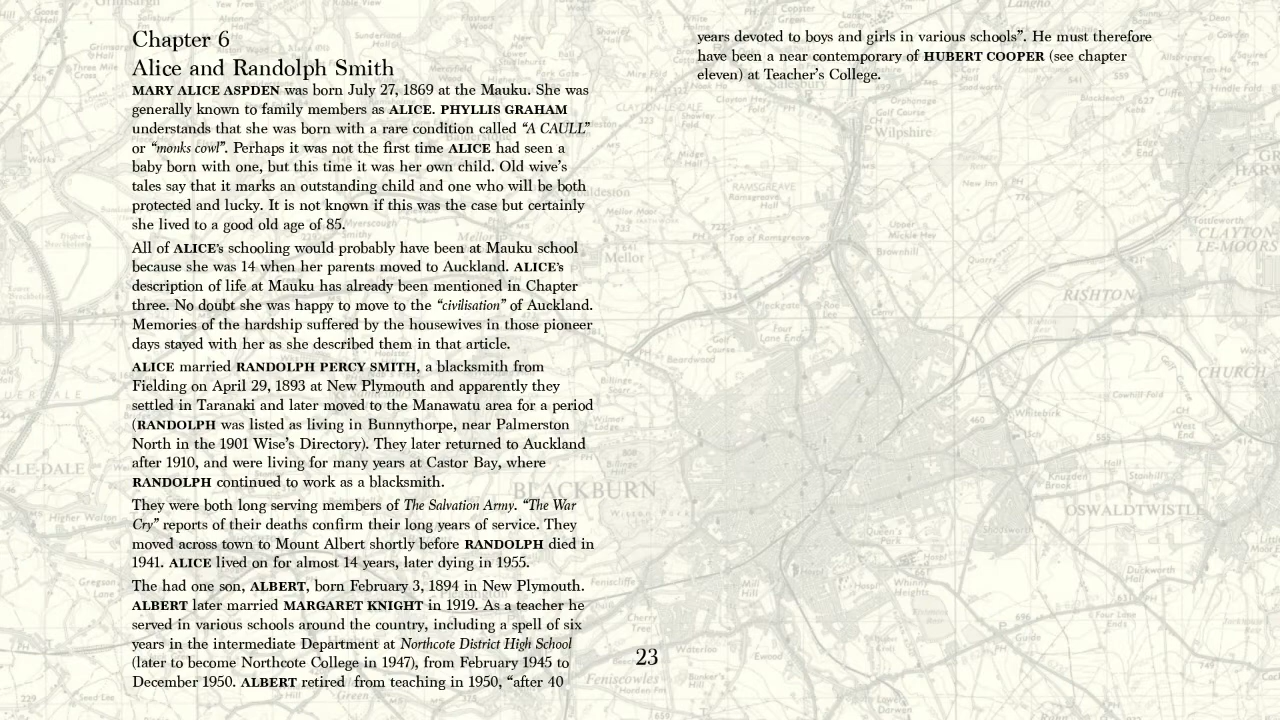 Chapter 6
Alice and Randolph Smith
MARY ALICE ASPDEN was born July 27, 1869 at the Mauku. She was
generally known to family members as ALICE. PHYLLIS GRAHAM
understands that she was born with a rare condition called “A CAULL”
or “monks cowl”. Perhaps it was not the first time ALICE had seen a
baby born with one, but this time it was her own child. Old wive’s
tales say that it marks an outstanding child and one who will be both
protected and lucky. It is not known if this was the case but certainly
she lived to a good old age of 85.
All of ALICE’s schooling would probably have been at Mauku school
because she was 14 when her parents moved to Auckland. ALICE’s
description of life at Mauku has already been mentioned in Chapter
three. No doubt she was happy to move to the “civilisation” of Auckland.
Memories of the hardship suffered by the housewives in those pioneer
days stayed with her as she described them in that article.
ALICE married RANDOLPH PERCY SMITH, a blacksmith from
Fielding on April 29, 1893 at New Plymouth and apparently they
settled in Taranaki and later moved to the Manawatu area for a period
(RANDOLPH was listed as living in Bunnythorpe, near Palmerston
North in the 1901 Wise’s Directory). They later returned to Auckland
after 1910, and were living for many years at Castor Bay, where
RANDOLPH continued to work as a blacksmith.
They were both long serving members of The Salvation Army. “The War
Cry” reports of their deaths confirm their long years of service. They
moved across town to Mount Albert shortly before RANDOLPH died in
1941. ALICE lived on for almost 14 years, later dying in 1955.
The had one son, ALBERT, born February 3, 1894 in New Plymouth.
ALBERT later married MARGARET KNIGHT in 1919. As a teacher he
served in various schools around the country, including a spell of six
years in the intermediate Department at Northcote District High School
(later to become Northcote College in 1947), from February 1945 to
December 1950. ALBERT retired from teaching in 1950, “after 40
years devoted to boys and girls in various schools”. He must therefore
have been a near contemporary of HUBERT COOPER (see chapter
eleven) at Teacher’s College.
23
BLACKBURN
OSWALDTWISTLE
RISHTON
CHURCH
Wilpshire
Mellor
RAMSGREAVE
Whitebirk
Cherry
Tree
Mill
Hill
Feniscowles